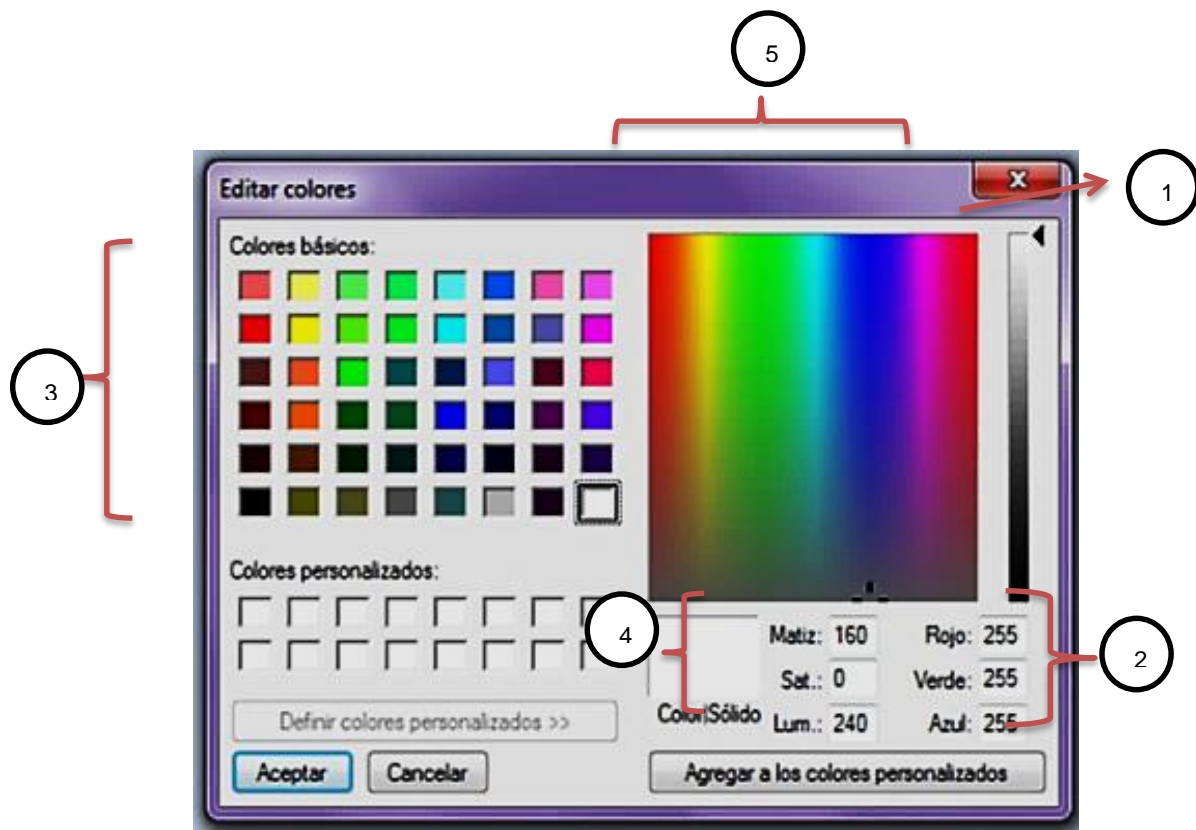 5
Editar colores
x
1
Colores básicos:
3
Colores personalizados:
4
Matiz: 160 Rojo: 255
2
Sat.: 0 Verde: 255
Color|Sólido Lum.: 240 Azul: 255
Definir colores personalizados >>
Aceptar Cancelar Agregar a los colores personalizados